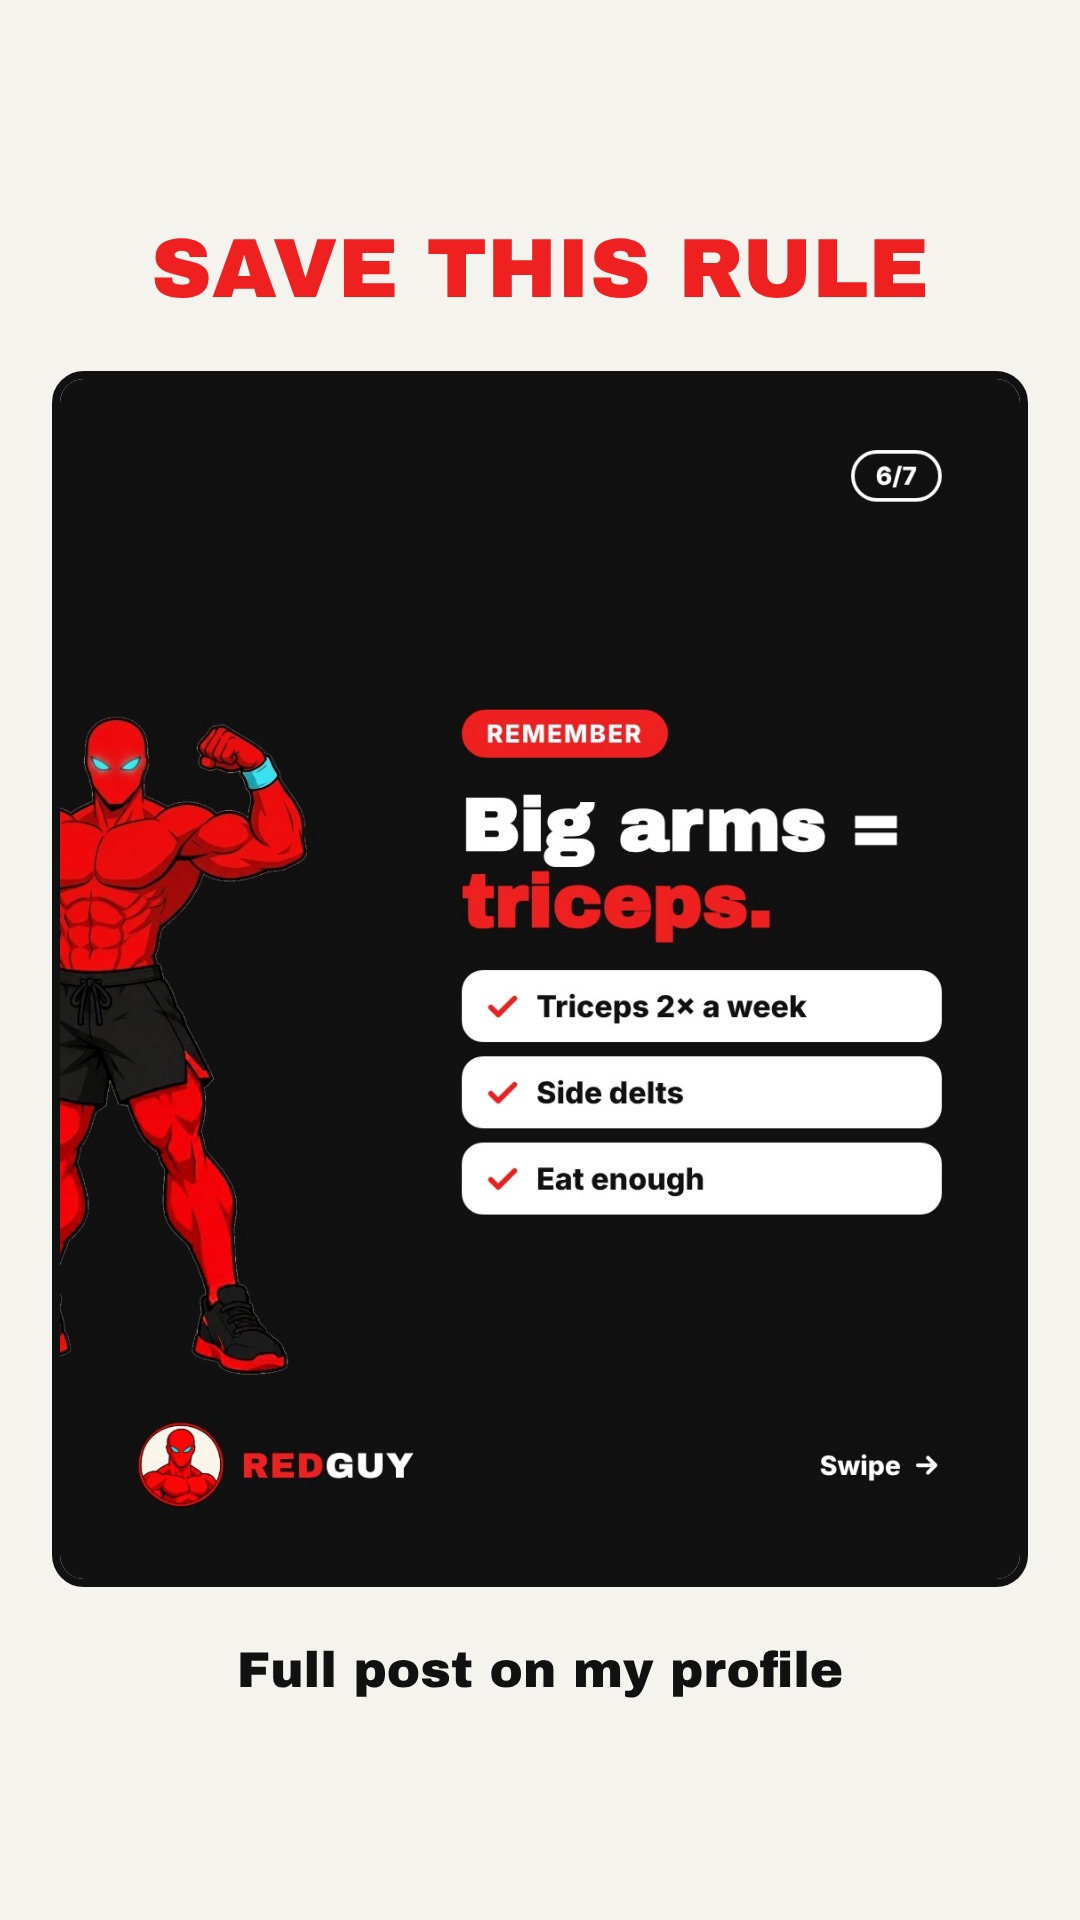 SAVE THIS RULE
6/7
REMEMBER
Big arms =
triceps.
Triceps 2× a week
Side delts
Eat enough
REDGUY
Swipe →
Full post on my profile